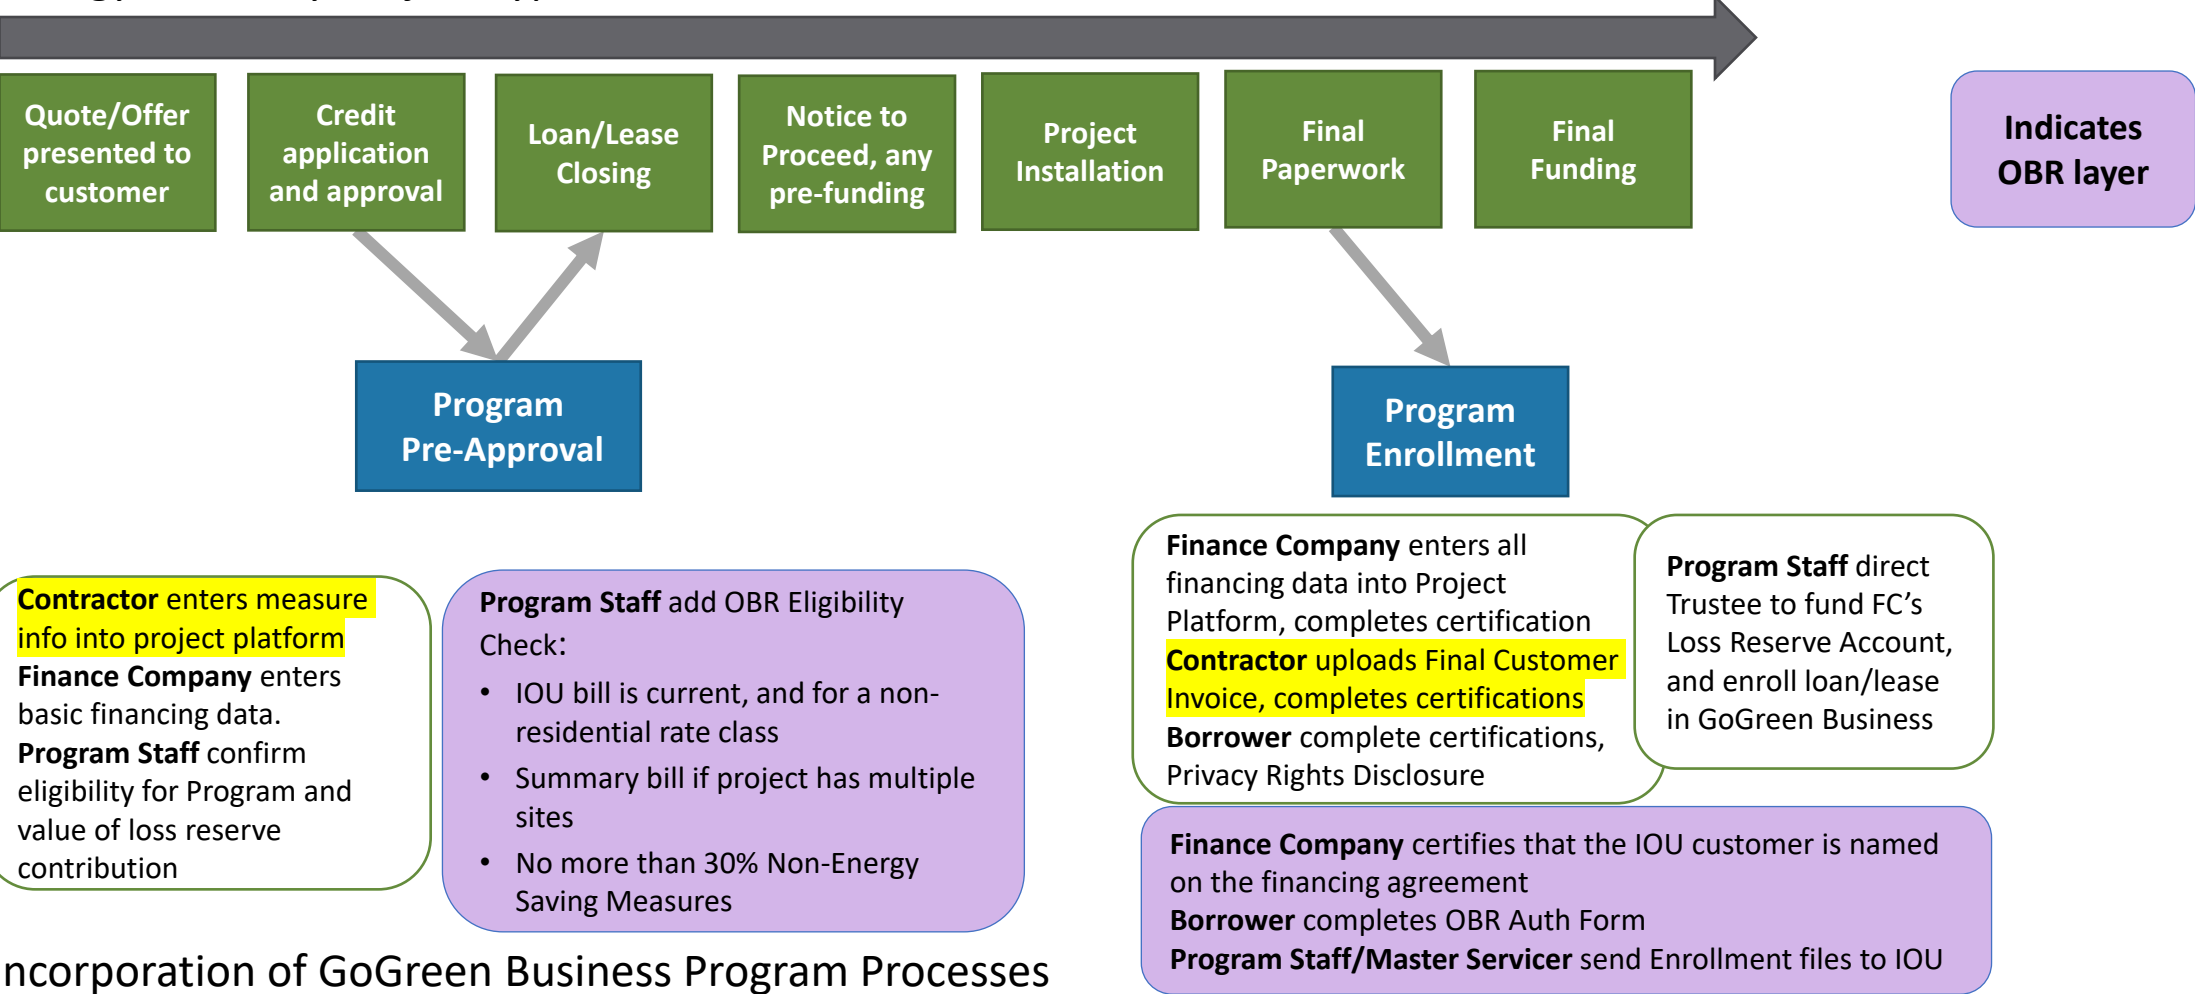 Quote/Offer
presented to
customer
Credit
application
and approval
Loan/Lease
Closing
Notice to
Proceed, any
pre-funding
Project
Installation
Final
Paperwork
Final
Funding
Indicates
OBR layer
Program
Pre-Approval
Program
Enrollment
Contractor enters measure
info into project platform
Finance Company enters
basic financing data.
Program Staff confirm
eligibility for Program and
value of loss reserve
contribution
Program Staff add OBR Eligibility
Check:
• IOU bill is current, and for a non-
residential rate class
• Summary bill if project has multiple
sites
• No more than 30% Non-Energy
Saving Measures
Finance Company enters all
financing data into Project
Platform, completes certification
Contractor uploads Final Customer
Invoice, completes certifications
Borrower complete certifications,
Privacy Rights Disclosure
Program Staff direct
Trustee to fund FC’s
Loss Reserve Account,
and enroll loan/lease
in GoGreen Business
Finance Company certifies that the IOU customer is named
on the financing agreement
Borrower completes OBR Auth Form
Program Staff/Master Servicer send Enrollment files to IOU
ncorporation of GoGreen Business Program Processes